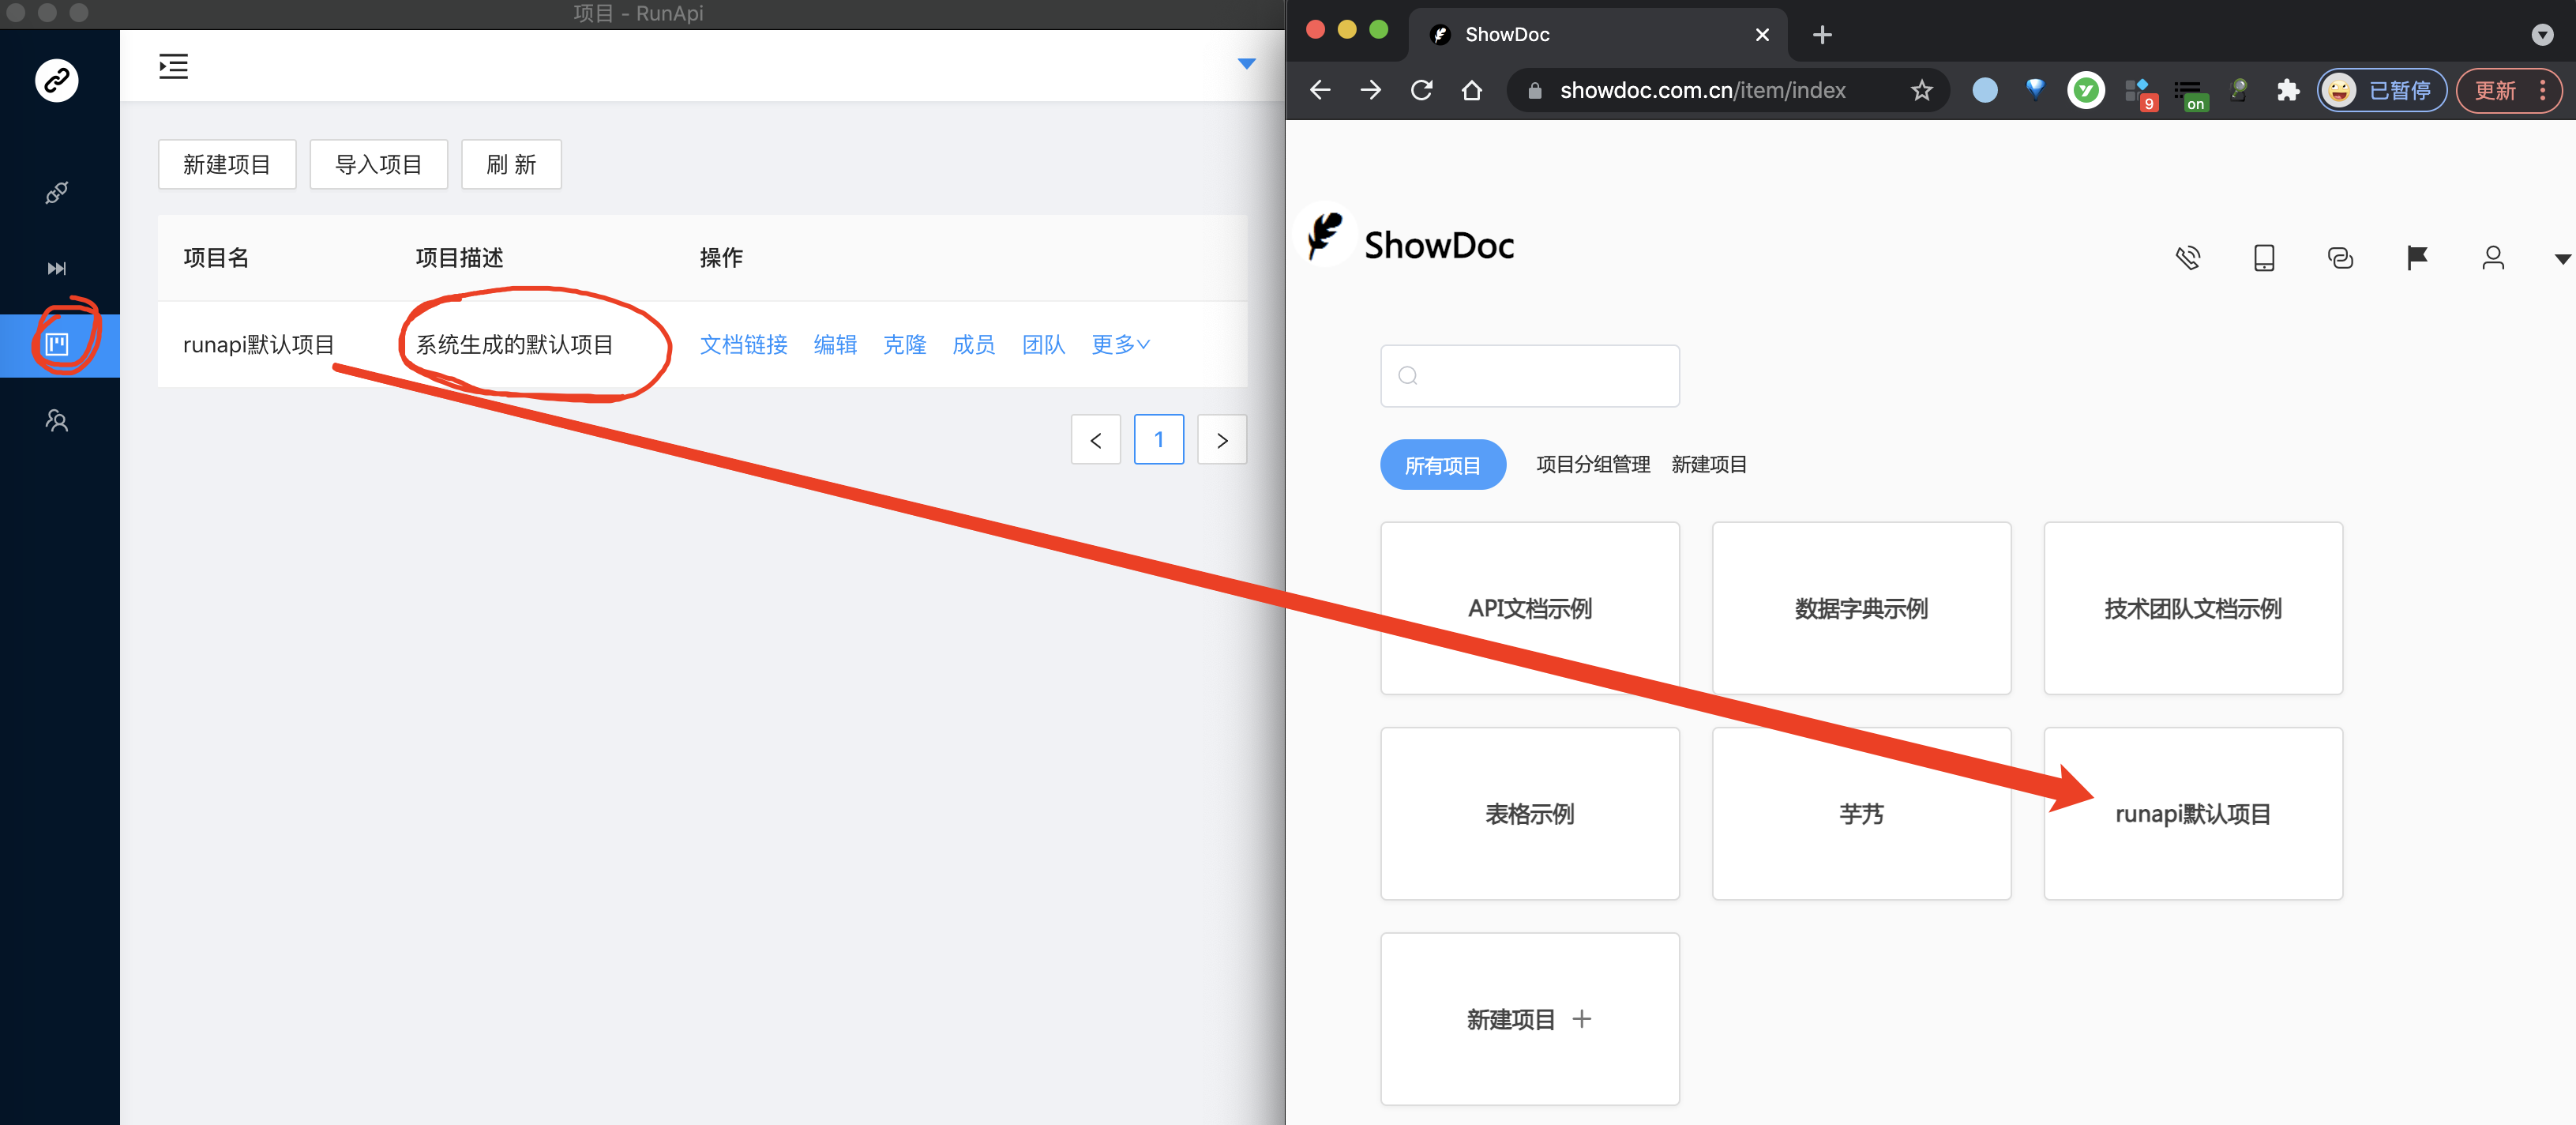 项目 - RunApi
新建项目 导入项目 刷 新
项目名 项目描述 操作
runapi默认项目 系统生成的默认项目 文档链接 编辑 克隆 成员 团队 更多
1
ShowDoc
showdoc.com.cn/item/index 9 on 已暂停 更新
ShowDoc
所有项目 项目分组管理 新建项目
API文档示例 数据字典示例 技术团队文档示例
表格示例 芋艿 runapi默认项目
新建项目 +